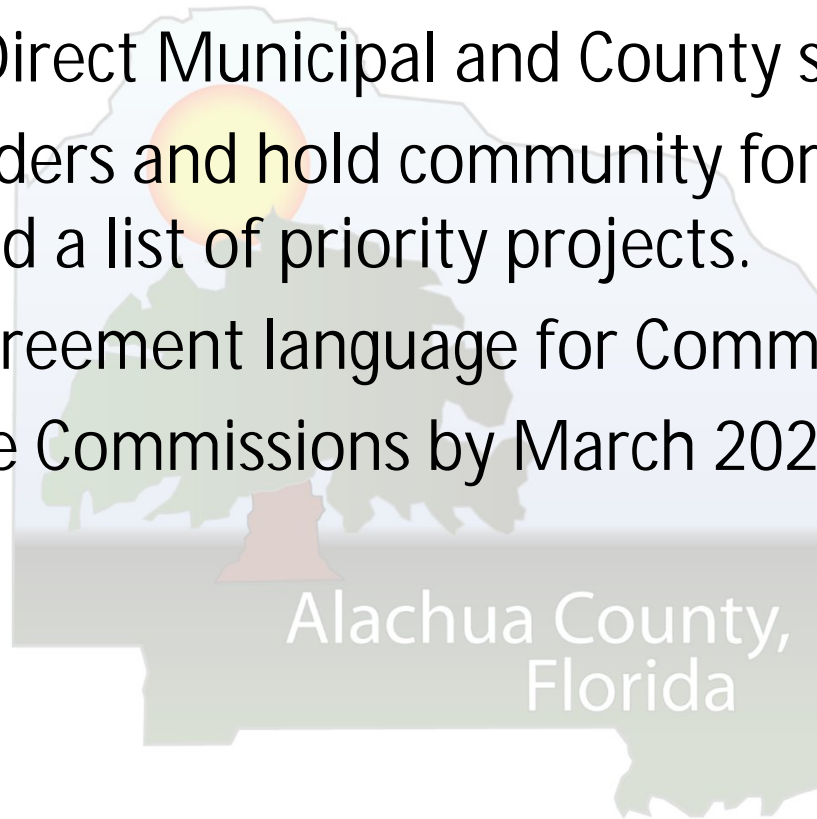 Direct Municipal and County s
ders and hold community for
d a list of priority projects.
reement language for Comm
e Commissions by March 202
Alachua County,
Florida